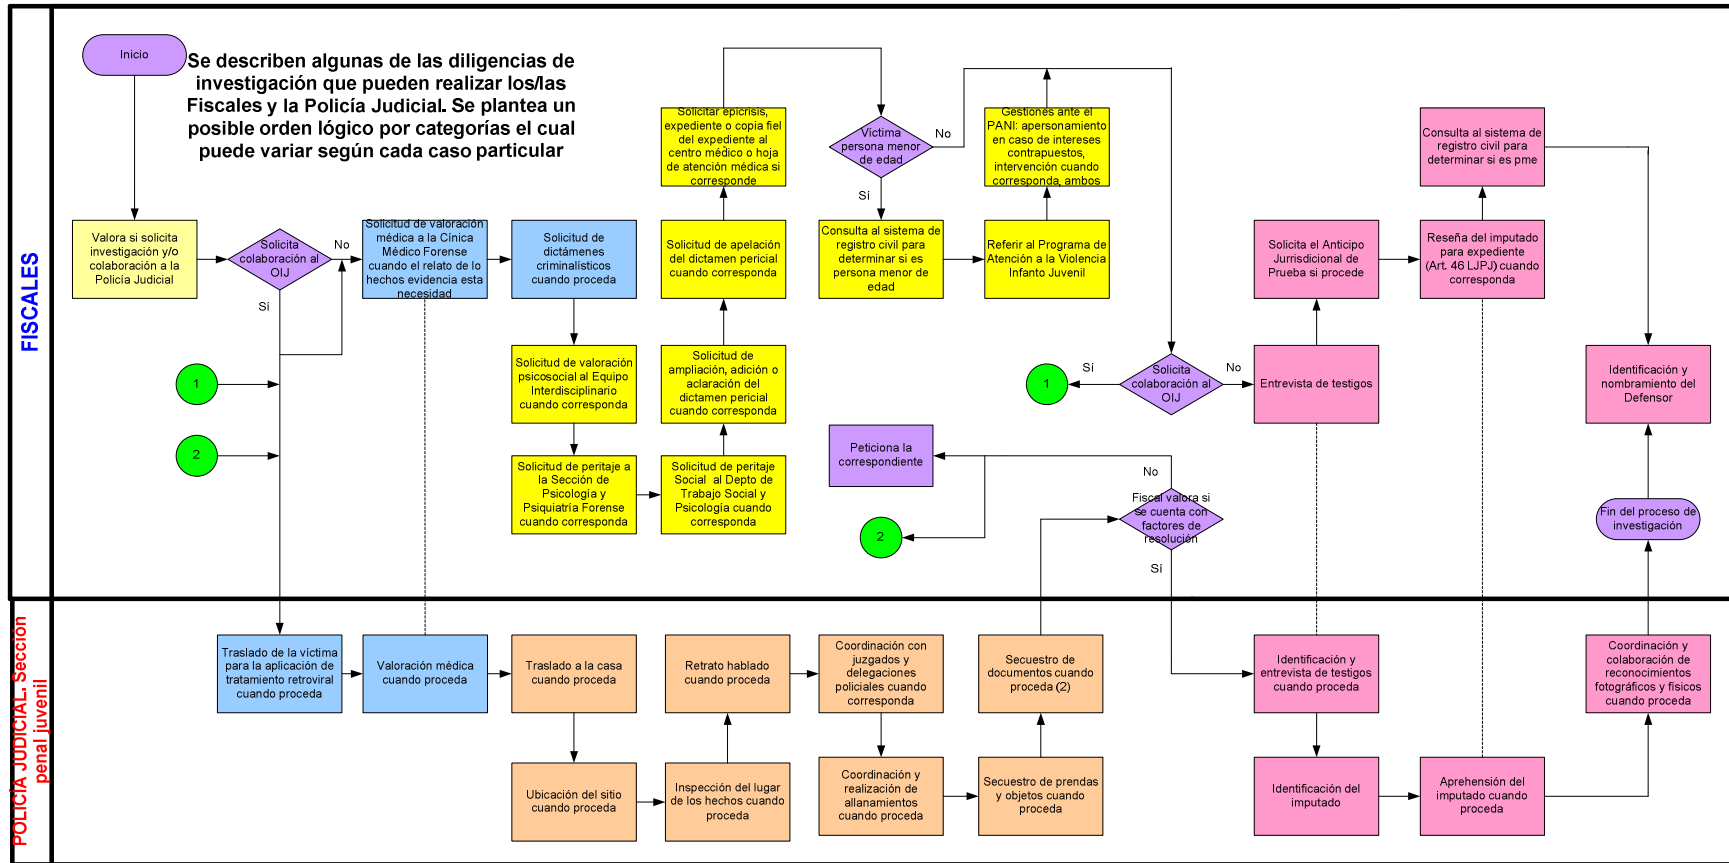 Inicio
Se describen algunas de las diligencias de
investigación que pueden realizar los/las
Fiscales y la Policía Judicial. Se plantea un
posible orden lógico por categorías el cual
puede variar según cada caso particular
FISCALES
Valora si solicita
investigación y/o
colaboración a la
Policía Judicial
Solicita
colaboración al
OIJ
No
Sí
1
2
Solicitud de valoración
médica a la Cínica
Médico Forense
cuando el relato de lo
hechos evidencia esta
necesidad
Solicitud de
dictámenes
criminalísticos
cuando proceda
Solicitud de valoración
psicosocial al Equipo
Interdisciplinario
cuando corresponda
Solicitud de peritaje a
la Sección de
Psicología y
Psiquiatría Forense
cuando corresponda
Solicitud de peritaje
Social al Depto de
Trabajo Social y
Psicología cuando
corresponda
Solicitud de
ampliación, adición o
aclaración del
dictamen pericial
cuando corresponda
Solicitud de apelación
del dictamen pericial
cuando corresponda
Solicitar epicrisis,
expediente o copia fiel
del expediente al
centro médico o hoja
de atención médica si
corresponde
Víctima
persona menor
de edad
No
Sí
Consulta al sistema de
registro civil para
determinar si es
persona menor de
edad
Referir al Programa de
Atención a la Violencia
Infanto Juvenil
Gestiones ante el
PANI: apersonamiento
en caso de intereses
contrapuestos,
intervención cuando
corresponda, ambos
Solicita
colaboración al
OIJ
Sí
No
1
Entrevista de testigos
Solicita el Anticipo
Jurrisdicional de
Prueba si procede
Reseña del imputado
para expediente
(Art. 46 LJPJ) cuando
corresponda
Consulta al sistema de
registro civil para
determinar si es pme
Identificación y
nombramiento del
Defensor
Peticiona la
correspondiente
2
No
Fiscal valora si
se cuenta con
factores de
resolución
Sí
Fin del proceso de
investigación
POLICÍA JUDICIAL. Sección
penal juvenil
Traslado de la víctima
para la aplicación de
tratamiento retroviral
cuando proceda
Valoración médica
cuando proceda
Traslado a la casa
cuando proceda
Ubicación del sitio
cuando proceda
Inspección del lugar
de los hechos cuando
proceda
Retrato hablado
cuando proceda
Coordinación con
juzgados y
delegaciones
policiales cuando
corresponda
Coordinación y
realización de
allanamientos
cuando proceda
Secuestro de prendas
y objetos cuando
proceda
Secuestro de
documentos cuando
proceda (2)
Identificación y
entrevista de testigos
cuando proceda
Identificación del
imputado
Aprehensión del
imputado cuando
proceda
Coordinación y
colaboración de
reconocimientos
fotográficos y físicos
cuando proceda